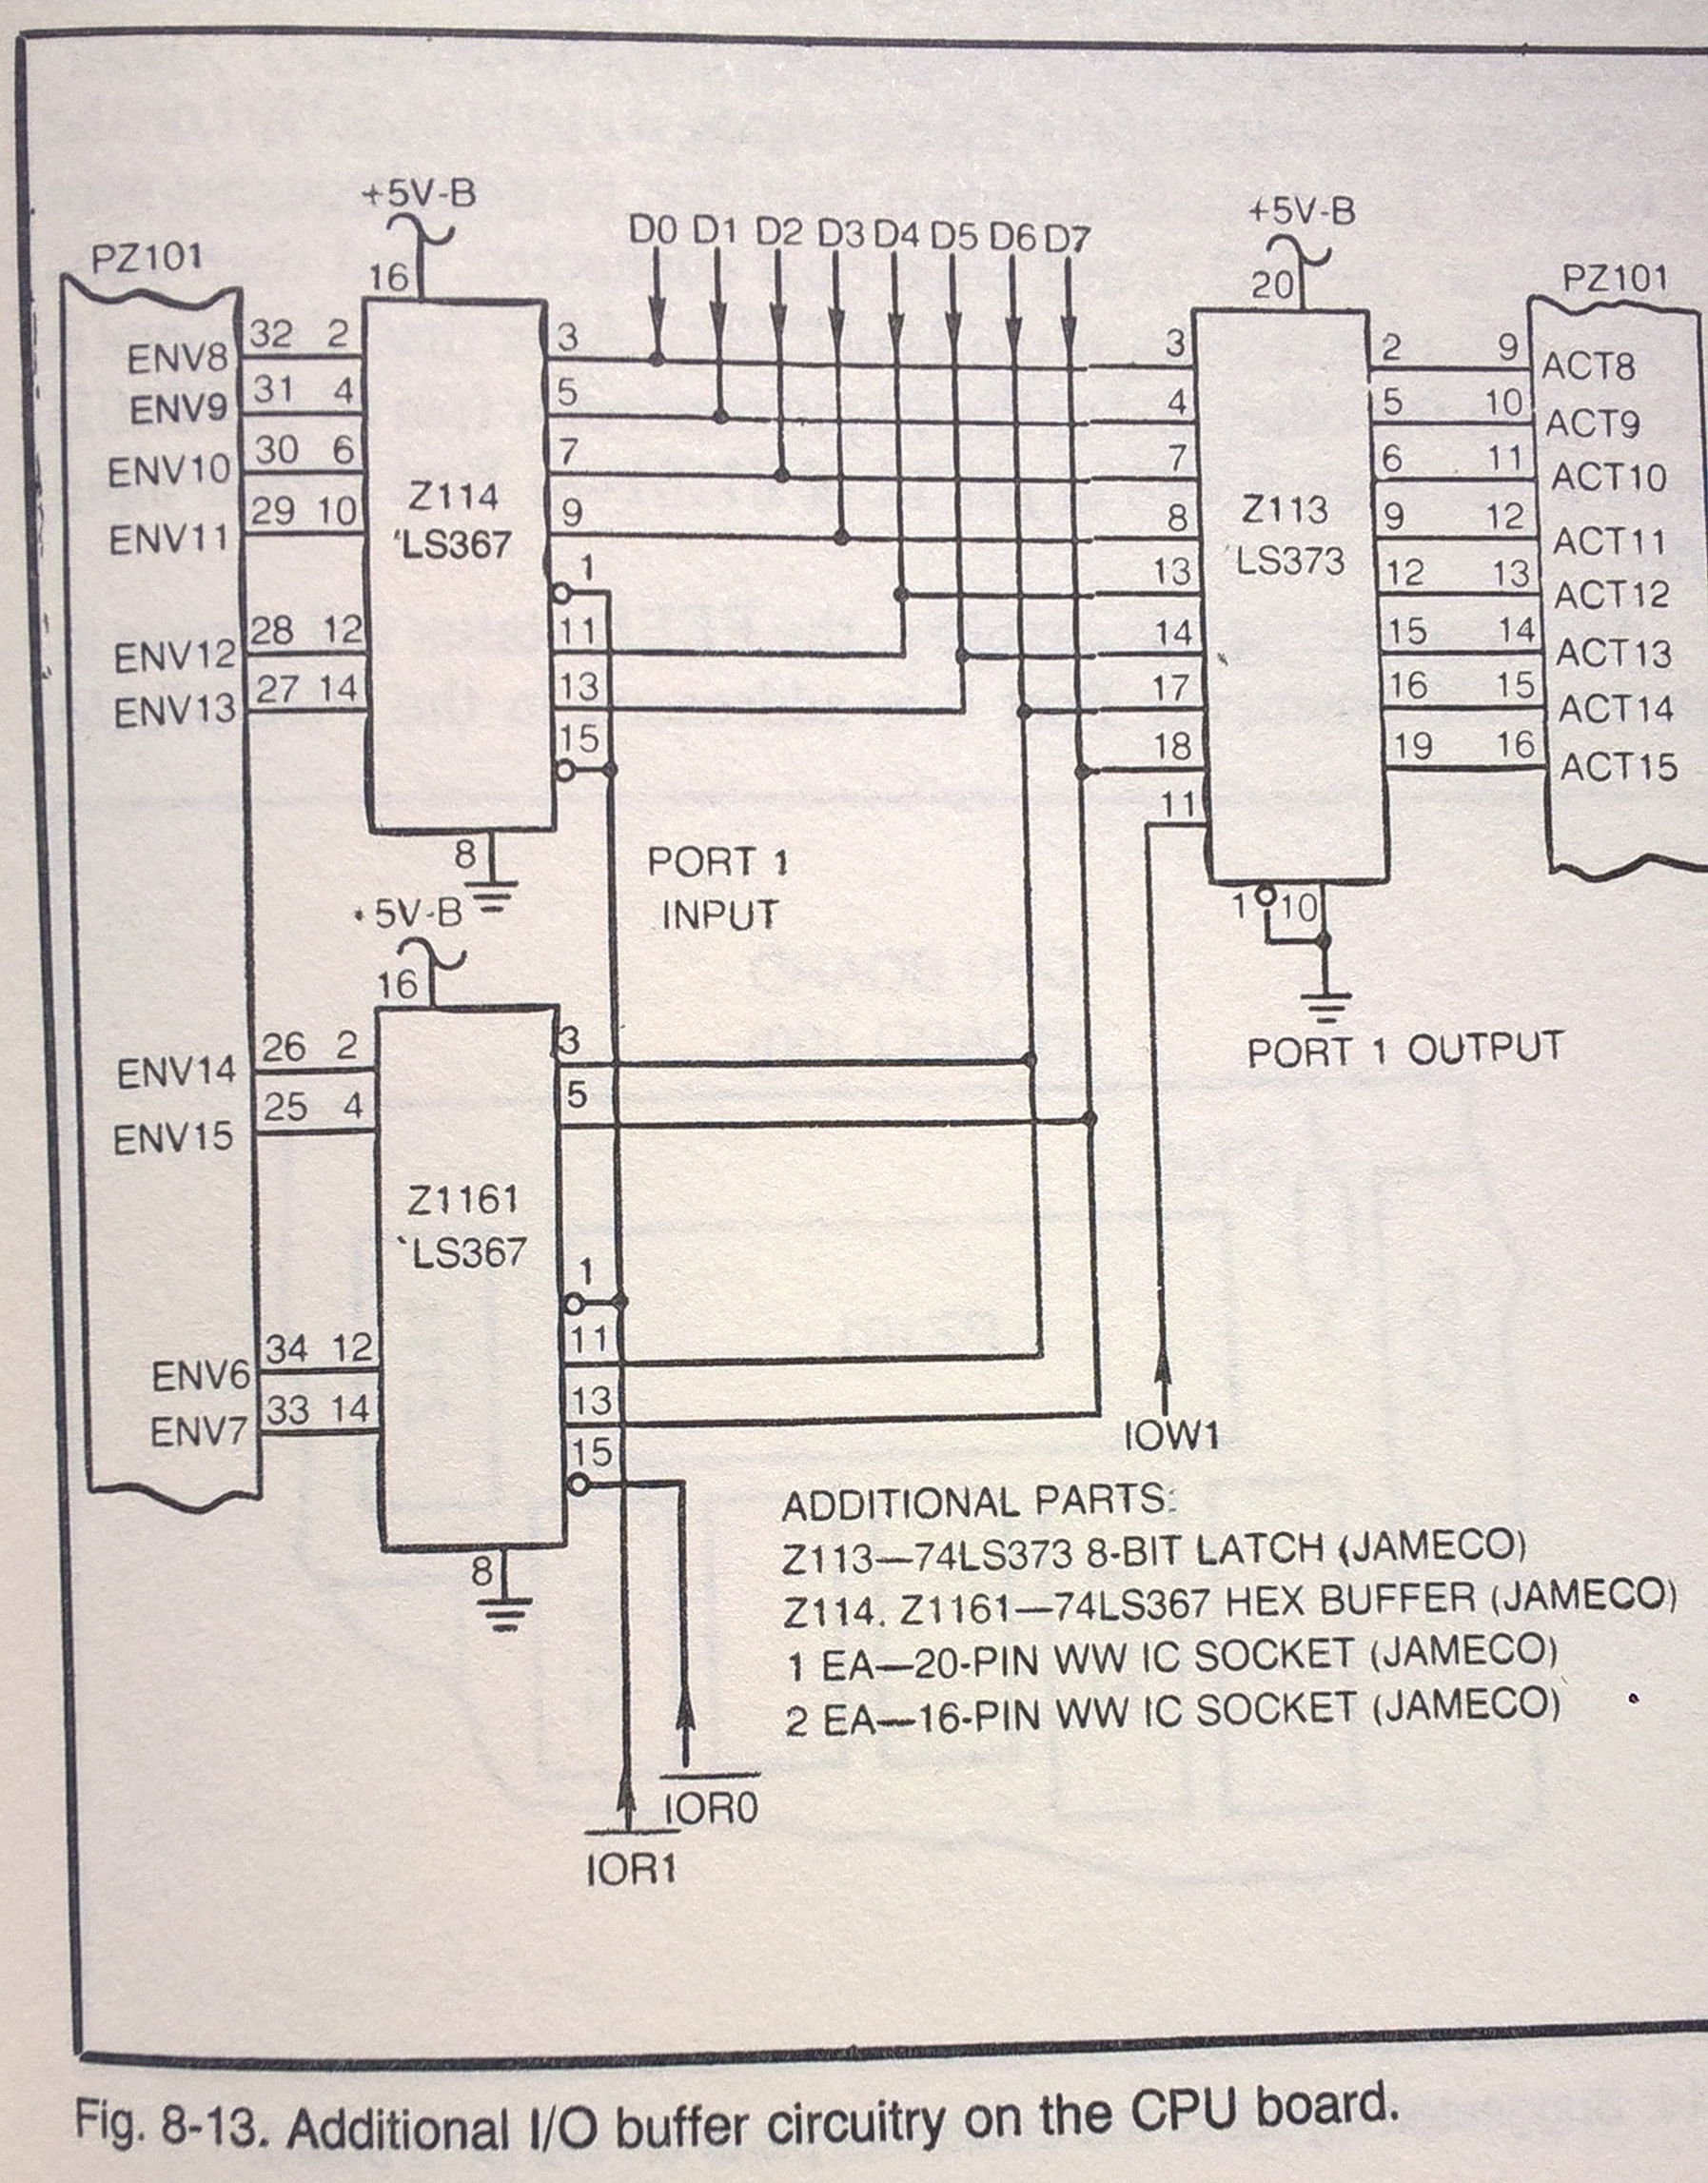 +5V-B
PZ101
16
D0 D1 D2 D3 D4 D5 D6 D7
+5V-B
20
PZ101
ENV8 32 2
3
3
2 9 ACT8
ENV9 31 4
5
4
5 10 ACT9
ENV10 30 6
7
7
6 11 ACT10
ENV11 29 10
9
8
9 12 ACT11
Z114
'LS367
Z113
'LS373
1
13
12 13 ACT12
ENV12 28 12
11
14
15 14 ACT13
ENV13 27 14
13
17
16 15 ACT14
15
18
19 16 ACT15
11
8
PORT 1
INPUT
1 10
PORT 1 OUTPUT
5V-B
16
ENV14 26 2
3
ENV15 25 4
5
Z1161
'LS367
1
ENV6 34 12
11
ENV7 33 14
13
15
8
IOW1
ADDITIONAL PARTS:
Z113—74LS373 8-BIT LATCH (JAMECO)
Z114. Z1161—74LS367 HEX BUFFER (JAMECO)
1 EA—20-PIN WW IC SOCKET (JAMECO)
2 EA—16-PIN WW IC SOCKET (JAMECO)
IOR0
IOR1
Fig. 8-13. Additional I/O buffer circuitry on the CPU board.